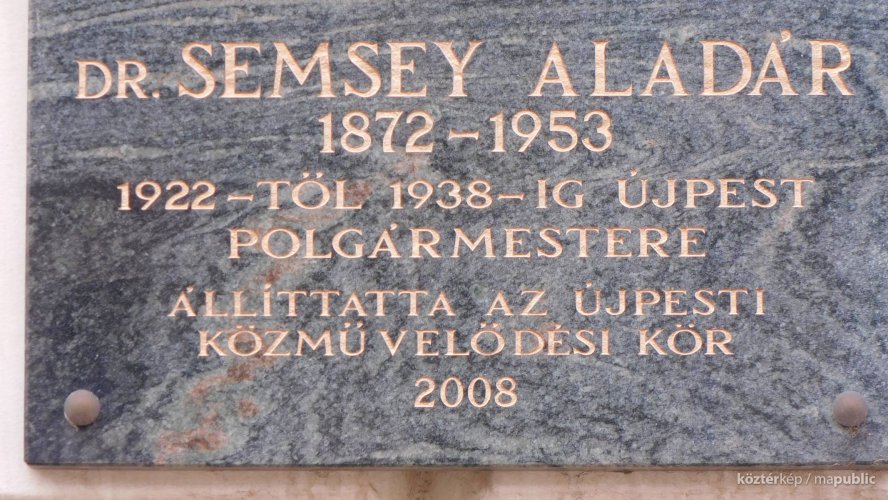 DR. SEMSEY ALADÁR
1872 – 1953
1922 – TÖL 1938 – IG ÚJPEST
POLGÁRMESTERE
ÁLLÍTTATTA AZ ÚJPESTI
KÖZMŰVELŐDÉSI KÖR
2008
köztérkép / mapublic